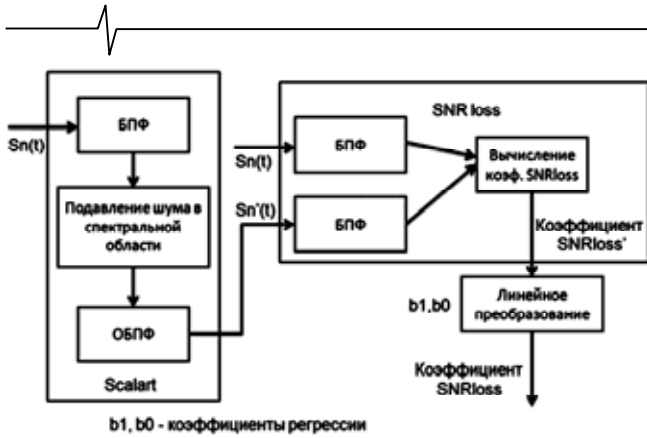 Sn(t)
БПФ
Подавление шума в
спектральной
области
ОБПФ
Scalart
SNR loss
Sn(t)
БПФ
Sn'(t)
БПФ
Вычисление
коэф. SNRloss
Коэффициент
SNRloss'
b1,b0
Линейное
преобразование
Коэффициент
SNRloss
b1, b0 - коэффициенты регрессии